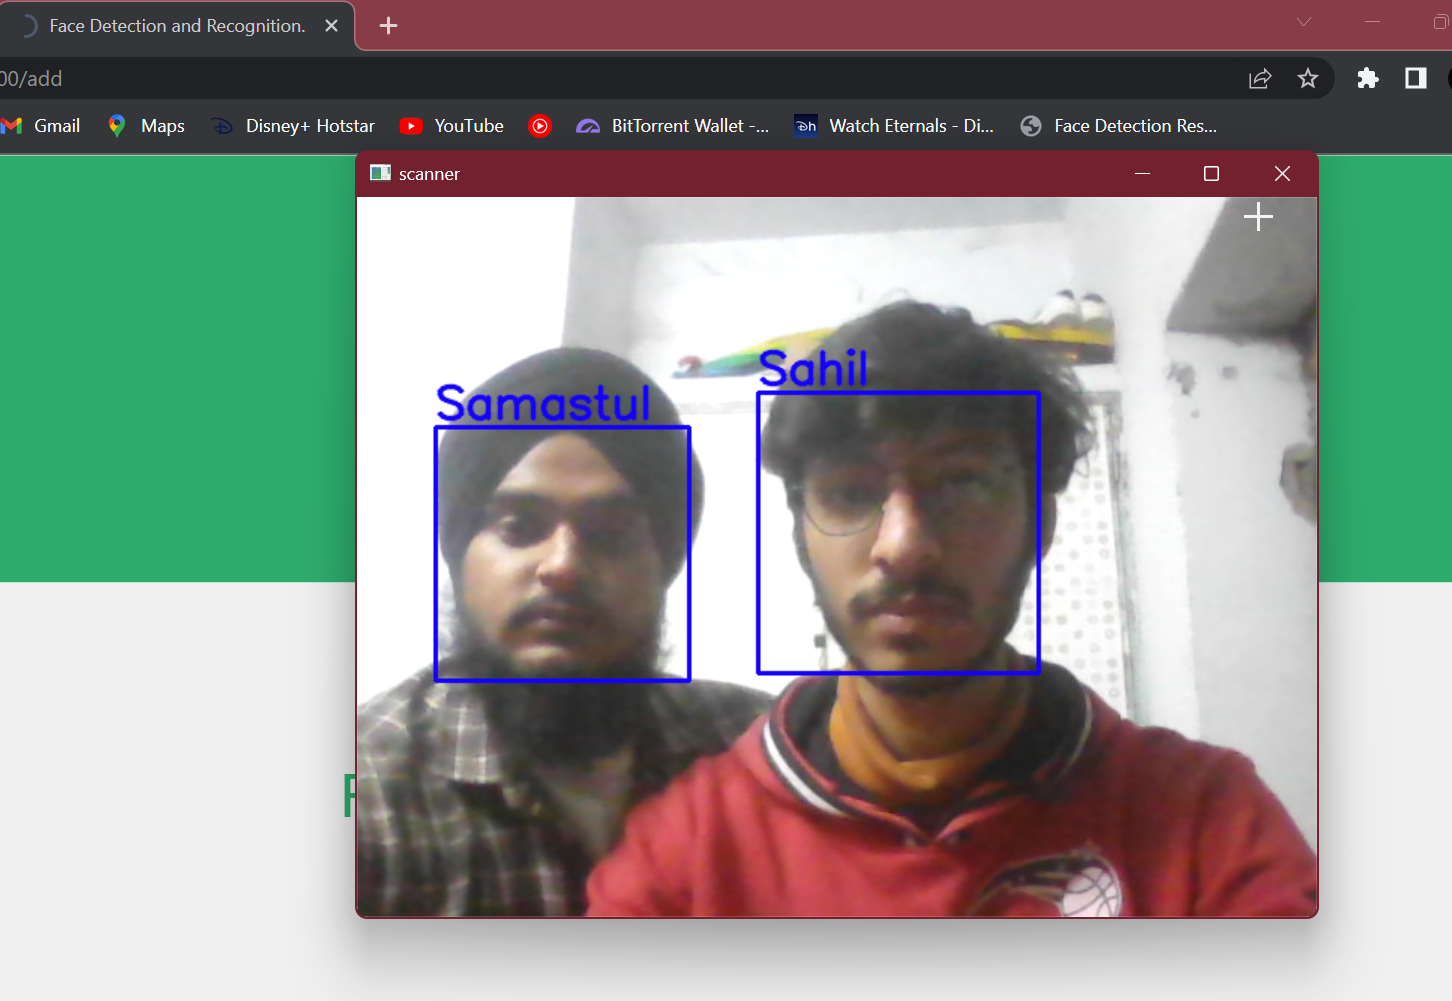 Face Detection and Recognition.
00/add
Gmail Maps Disney+ Hotstar YouTube BitTorrent Wallet -... Watch Eternals - Di... Face Detection Res...
scanner
Sahil
Samastul